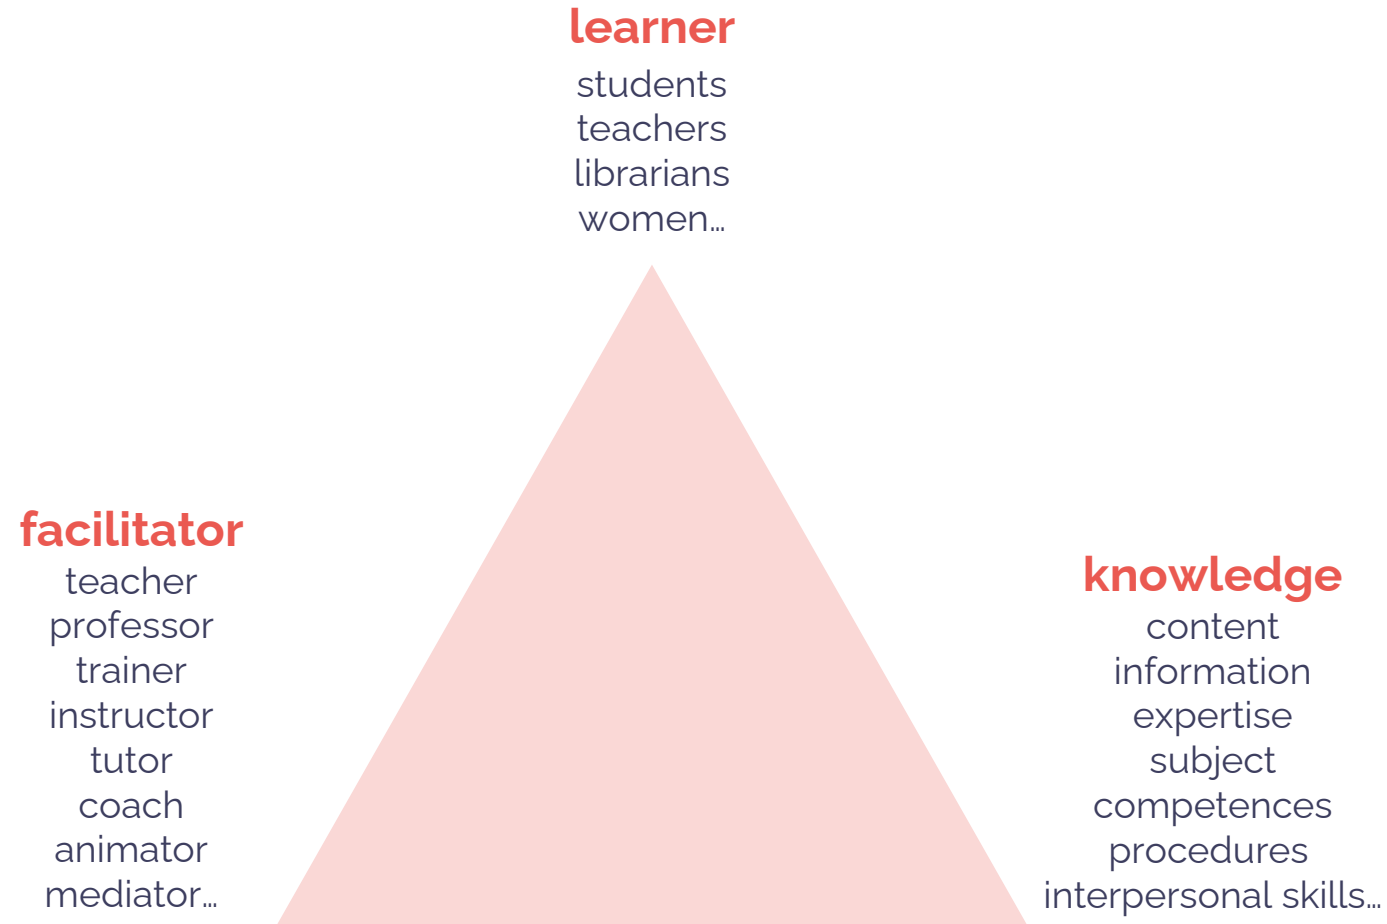 learner
students
teachers
librarians
women...
facilitator
teacher
professor
trainer
instructor
tutor
coach
animator
mediator...
knowledge
content
information
expertise
subject
competences
procedures
interpersonal skills...